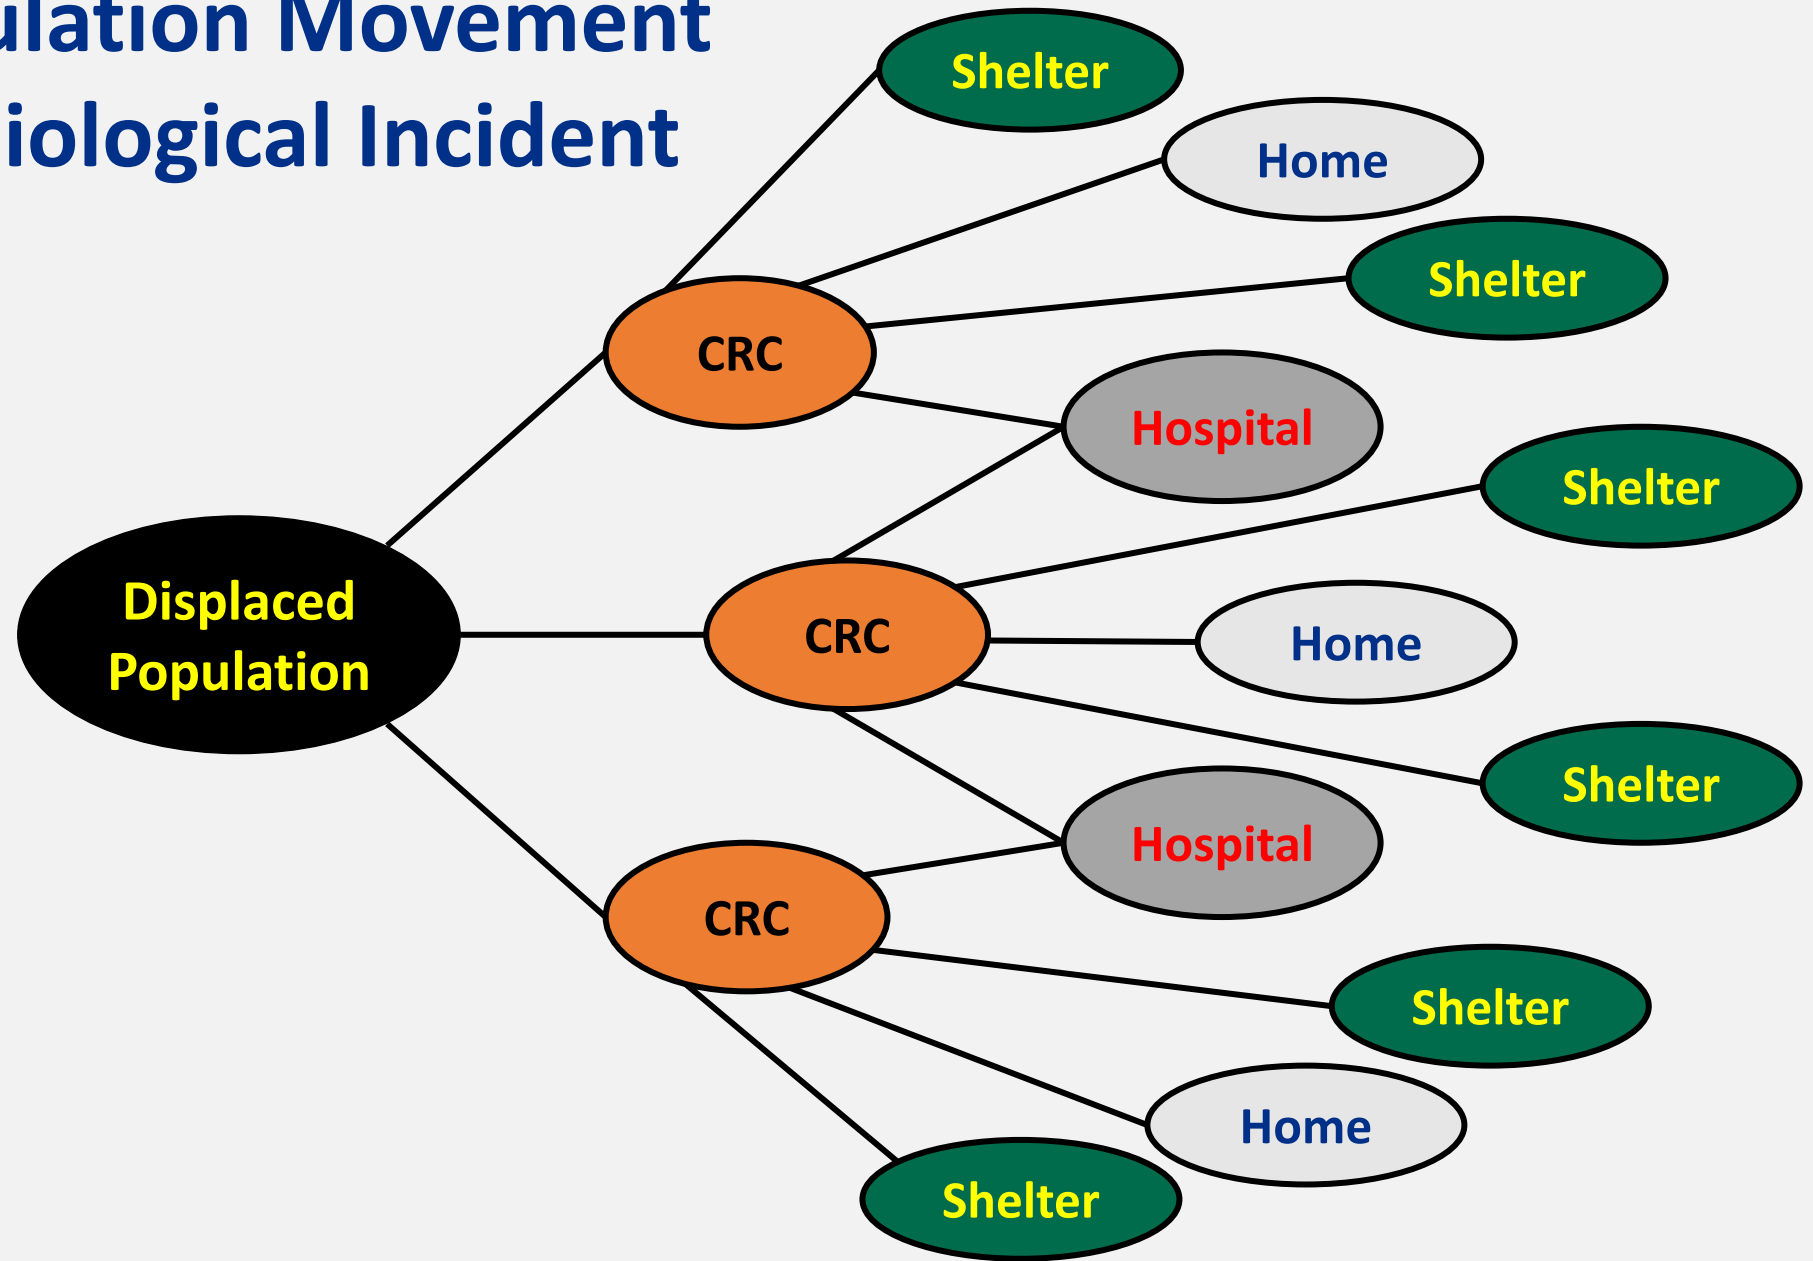 ulation Movement
iological Incident
Shelter
Home
Shelter
CRC
Hospital
Shelter
Displaced
Population
CRC
Home
Shelter
Hospital
CRC
Shelter
Home
Shelter